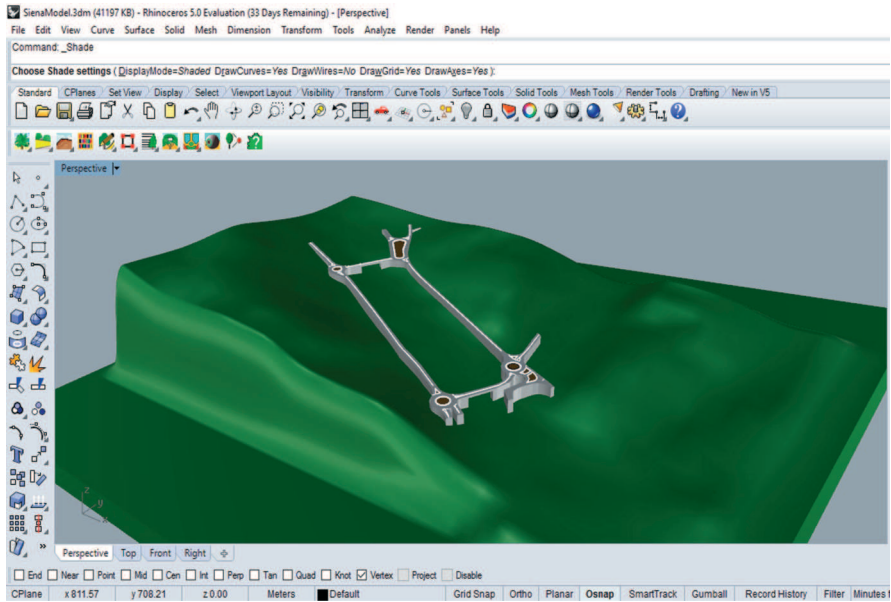 SienaModel.3dm (41197 KB) - Rhinoceros 5.0 Evaluation (33 Days Remaining) - [Perspective]
File Edit View Curve Surface Solid Mesh Dimension Transform Tools Analyze Render Panels Help
Command: _Shade
Choose Shade settings ( DisplayMode=Shaded DrawCurves=Yes DrawWires=No DrawGrid=Yes DrawAxes=Yes ):
Standard CPlanes Set View Display Select Viewport Layout Visibility Transform Curve Tools Surface Tools Solid Tools Mesh Tools Render Tools Drafting New in V5
Perspective
z
y
x
Perspective Top Front Right
End Near Point Mid Cen Int Perp Tan Quad Knot Vertex Project Disable
CPlane x 811.57 y 708.21 z 0.00 Meters Default Grid Snap Ortho Planar Osnap SmartTrack Gumball Record History Filter Minutes